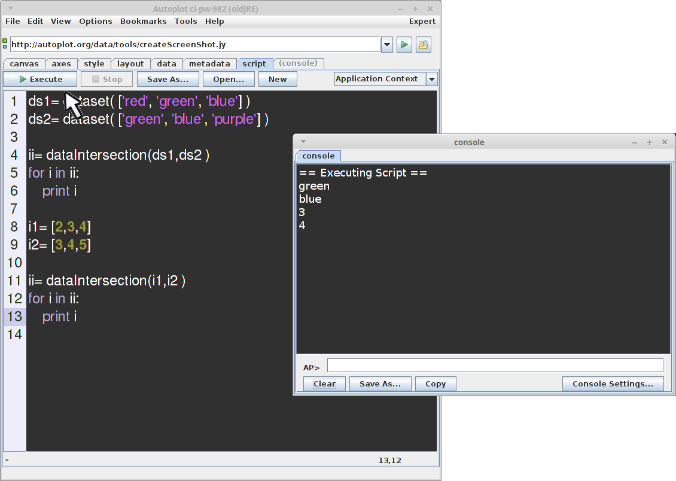 Autoplot ci-pw-982 (oldJRE)
File Edit View Options Bookmarks Tools Help Expert
http://autoplot.org/data/tools/createScreenShot.jy
canvas axes style layout data metadata script (console)
Execute Stop Save As... Open... New Application Context
1 ds1= dataset( ['red', 'green', 'blue'] )
2 ds2= dataset( ['green', 'blue', 'purple'] )
3
4 ii= dataIntersection(ds1,ds2 )
5 for i in ii:
6 print i
7
8 i1= [2,3,4]
9 i2= [3,4,5]
10
11 ii= dataIntersection(i1,i2 )
12 for i in ii:
13 print i
14
13,12
console
console
== Executing Script ==
green
blue
3
4
AP>
Clear Save As... Copy Console Settings...